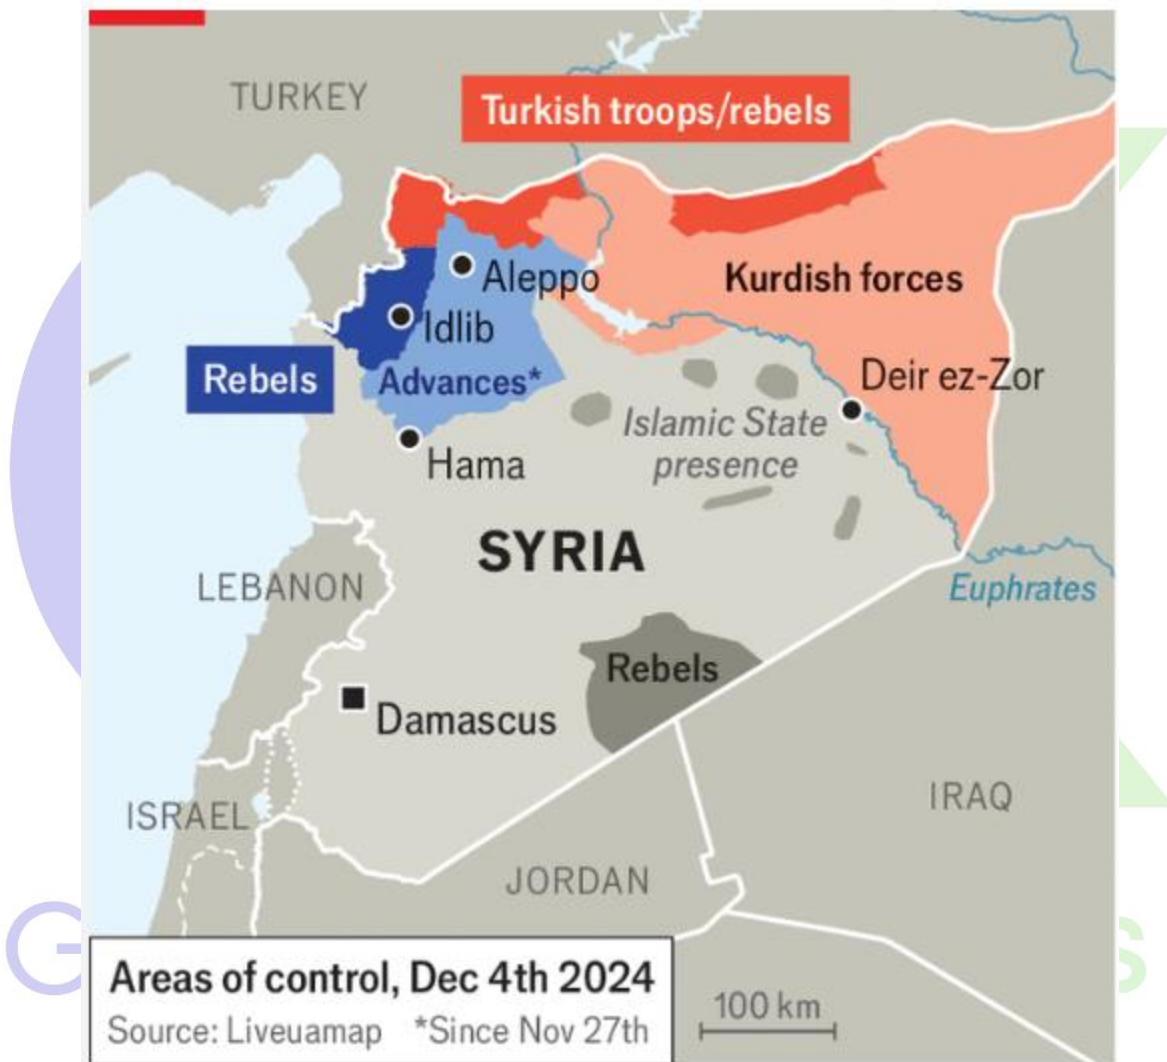 TURKEY
Turkish troops/rebels
Aleppo
Kurdish forces
Idlib
Rebels
Advances*
Deir ez-Zor
Islamic State
presence
Hama
SYRIA
LEBANON
Euphrates
Rebels
Damascus
ISRAEL
IRAQ
JORDAN
Areas of control, Dec 4th 2024
Source: Liveuamap *Since Nov 27th
100 km